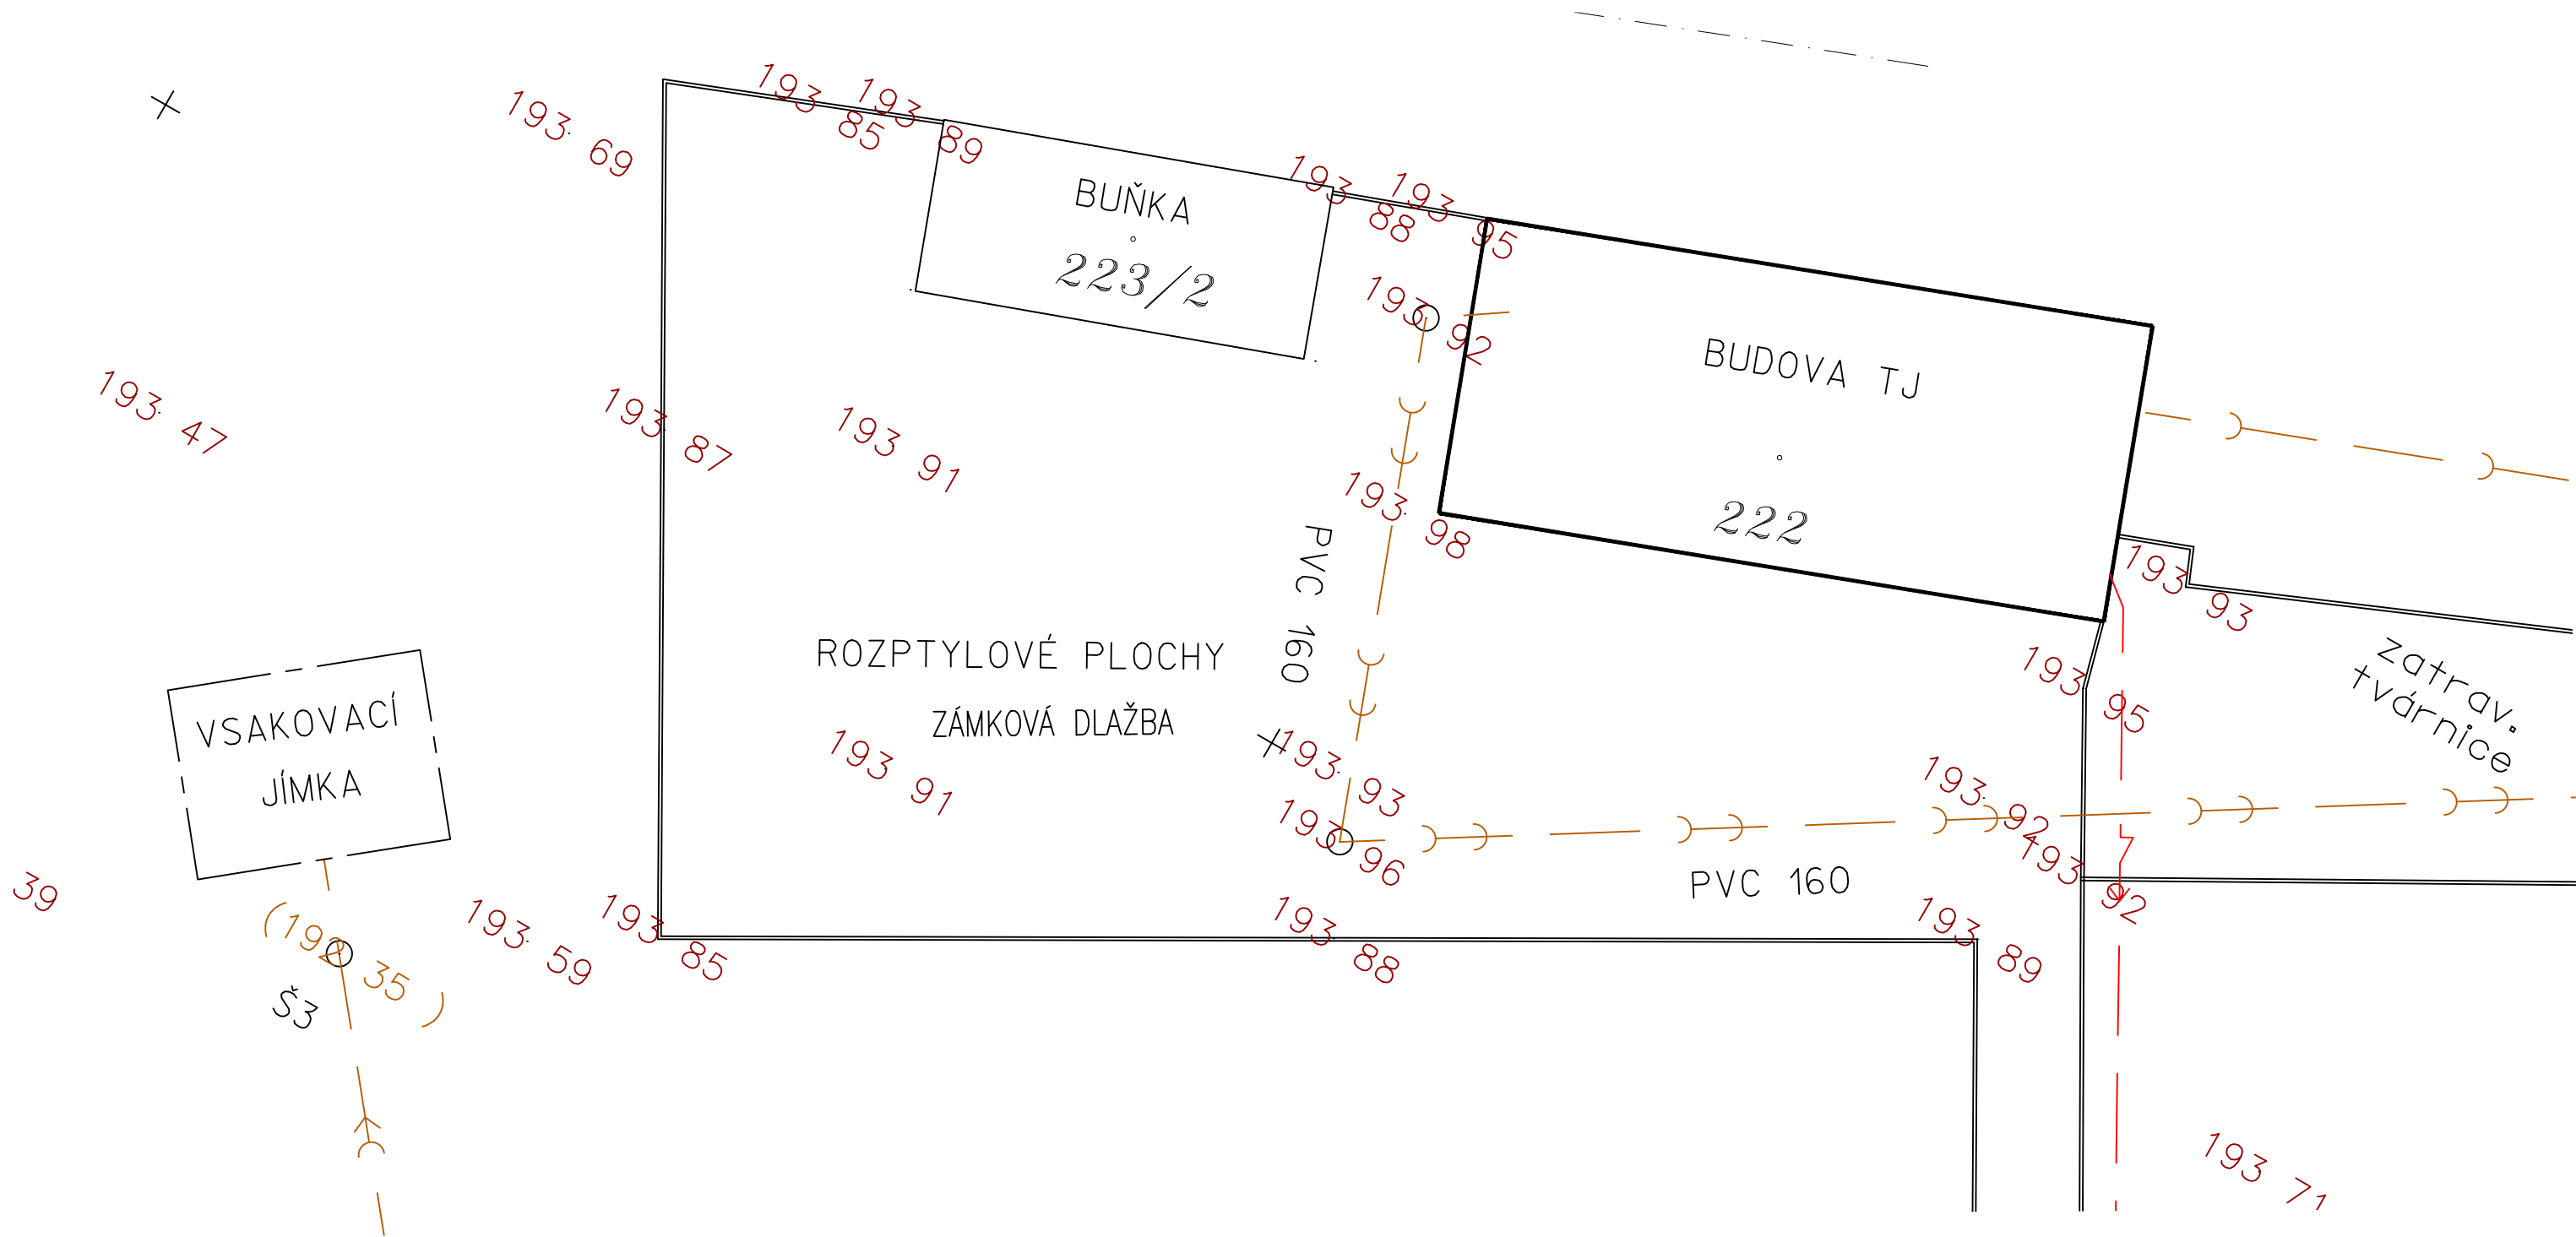 193 85
193 89
193 69
BUŇKA
223/2
193 88
193 95
193 92
BUDOVA TJ
222
193 47
193 87
193 91
193 98
PVC 160
193 93
193 95
zatrav.
tvárnice
ROZPTYLOVÉ PLOCHY
ZÁMKOVÁ DLAŽBA
VSAKOVACÍ
JÍMKA
193 91
193 93
193 96
193 92
193 92
PVC 160
39
(192 35 )
Š3
193 59
193 85
193 88
193 89
193 71